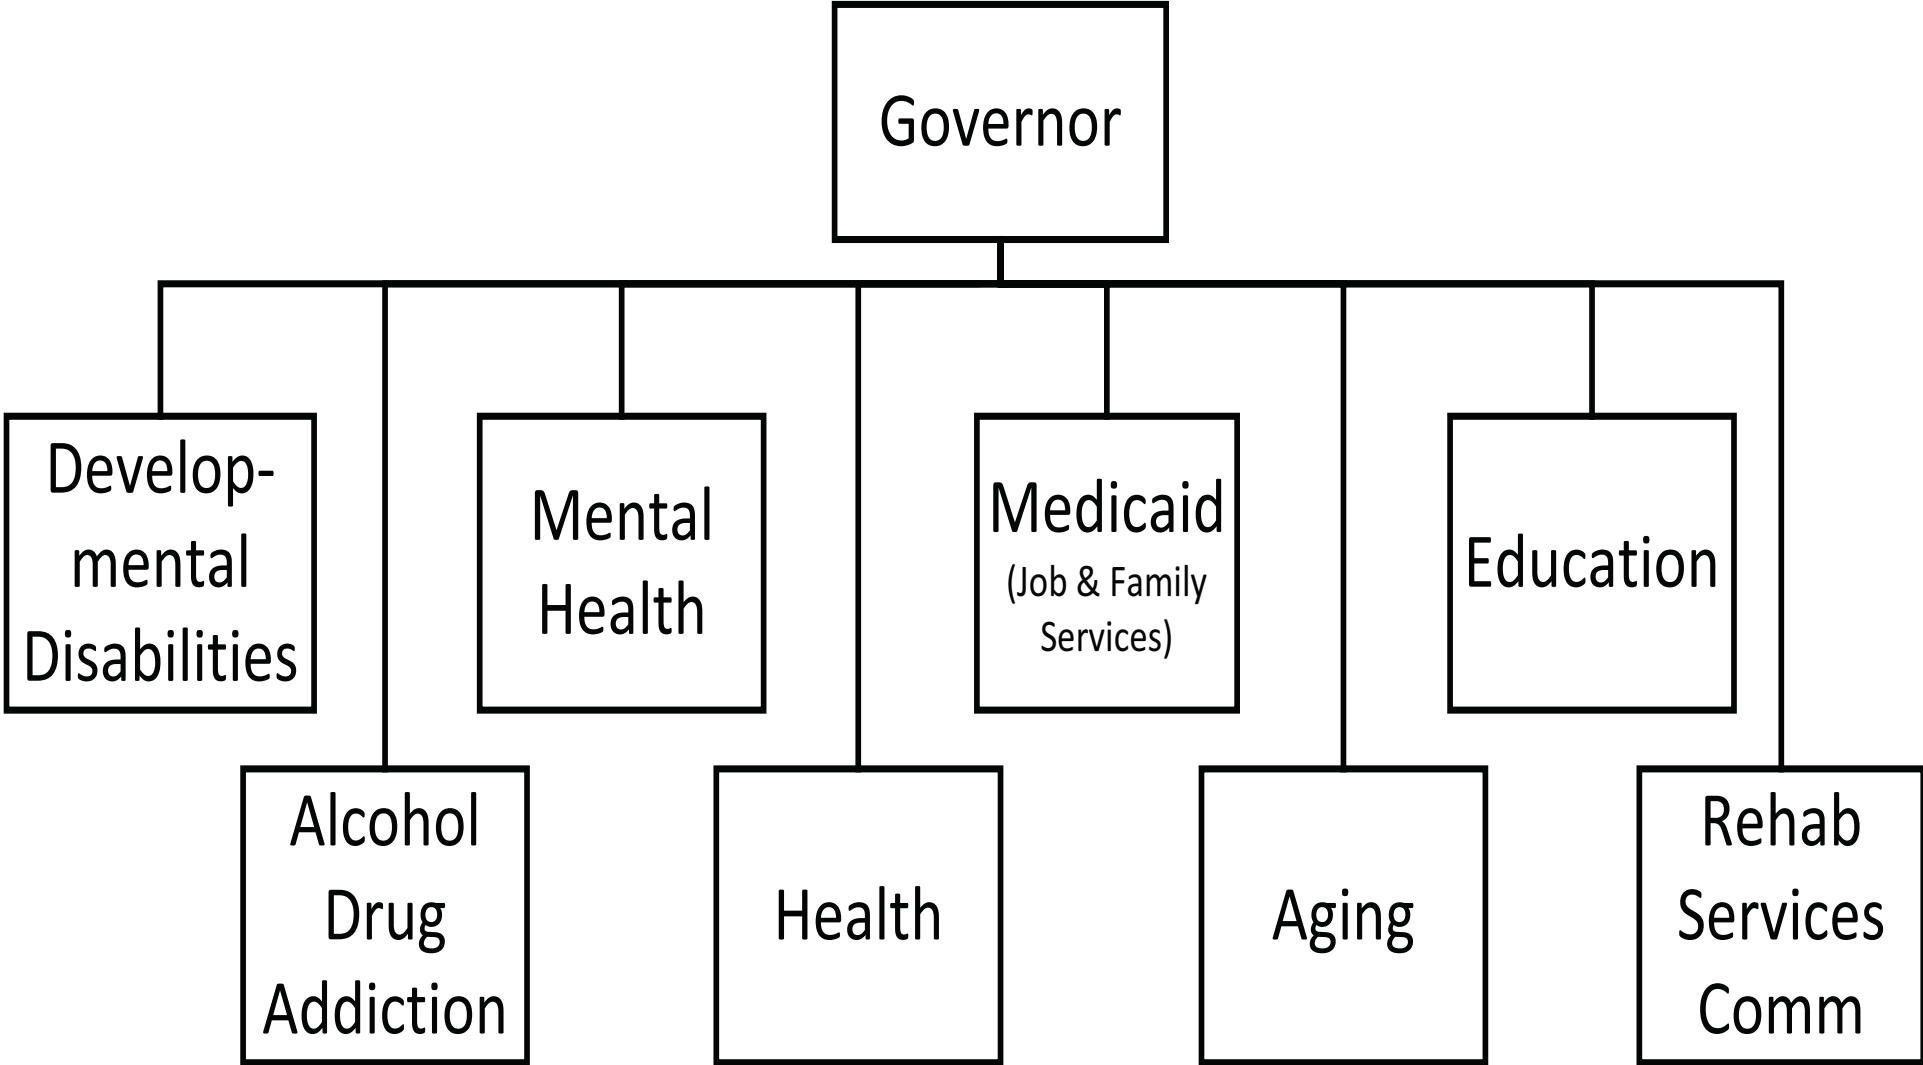 Governor
Develop-
mental
Disabilities
Mental
Health
Medicaid
(Job & Family
Services)
Education
Alcohol
Drug
Addiction
Health
Aging
Rehab
Services
Comm